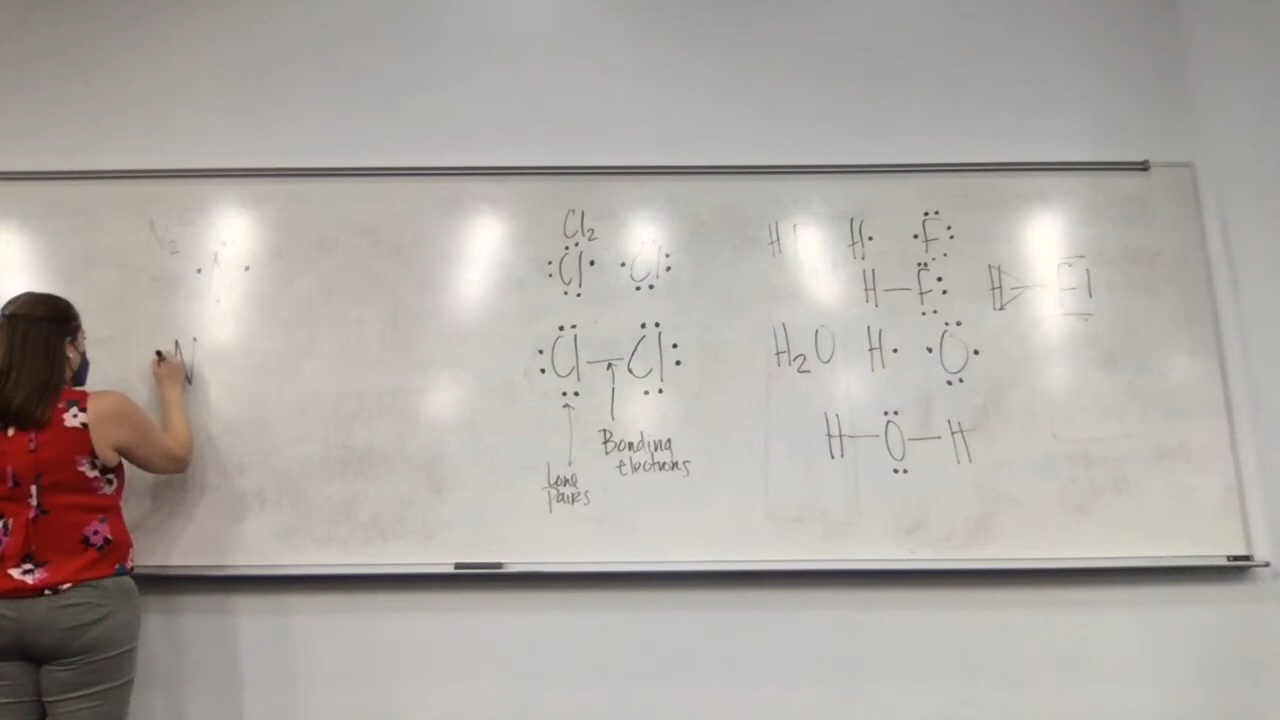 N₂
N
N
Cl₂
Cl Cl
Cl—Cl
Bonding
electrons
Lone
Pairs
H F
H—F
H₂O H O
H—O—H